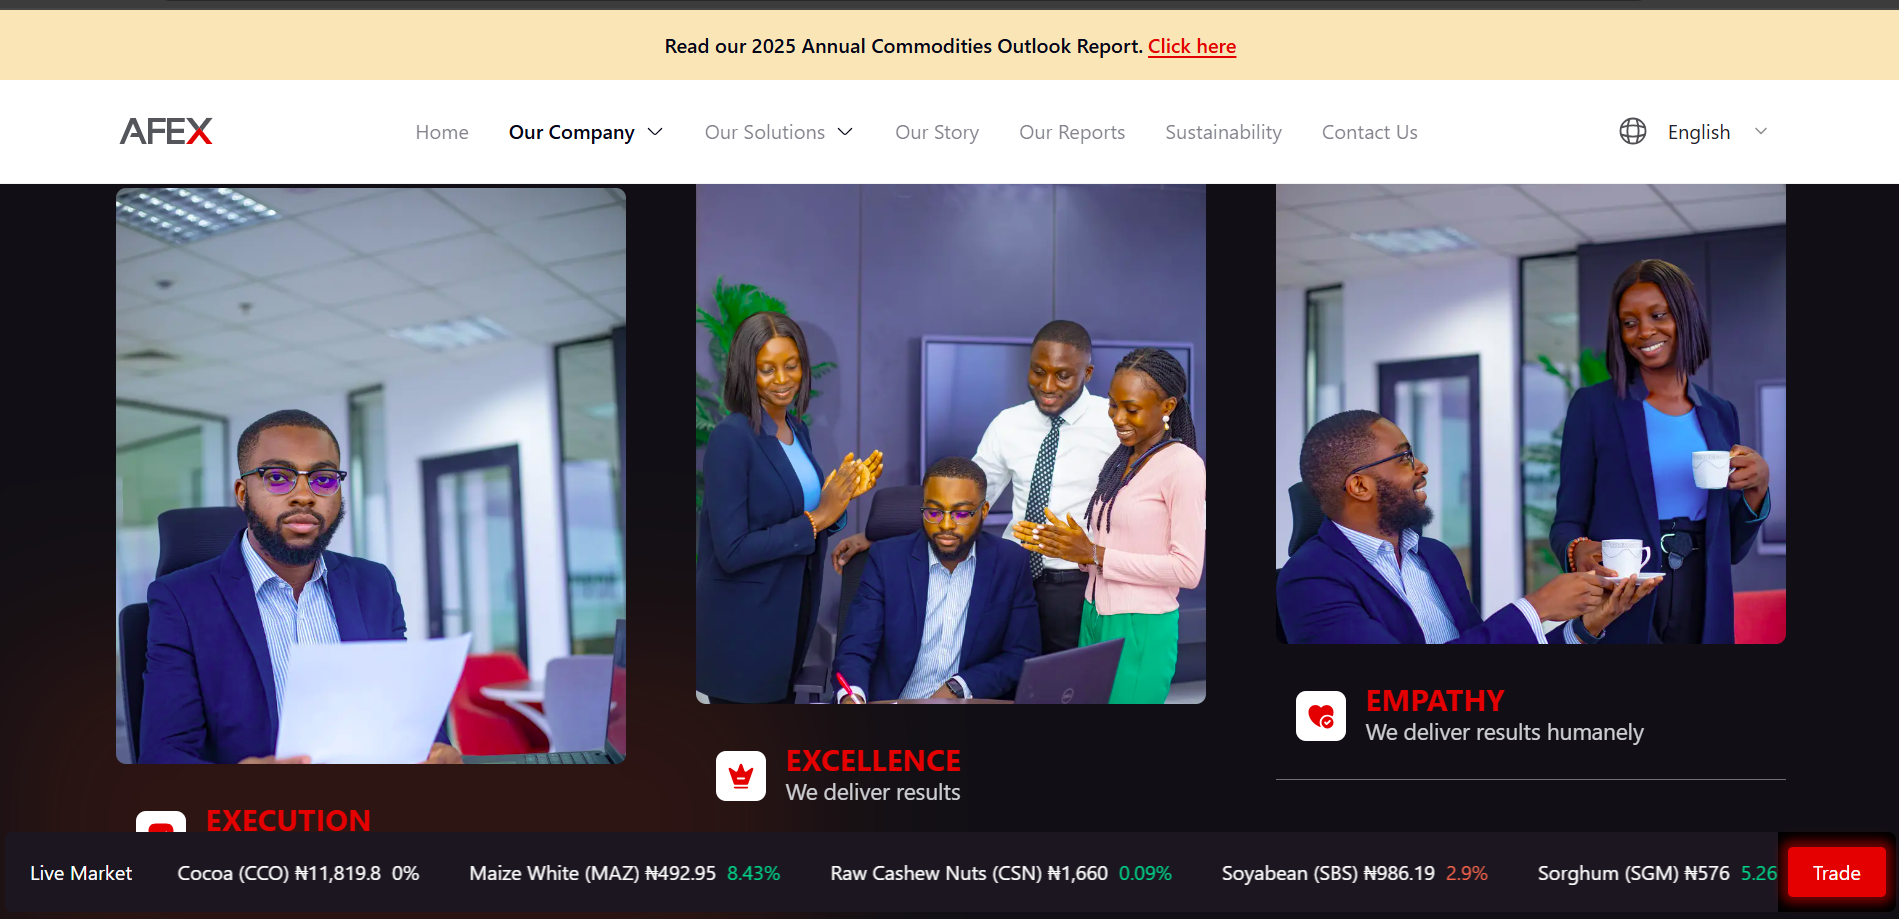 Read our 2025 Annual Commodities Outlook Report. Click here
AFEX Home Our Company Our Solutions Our Story Our Reports Sustainability Contact Us English
EMPATHY
We deliver results humanely
EXCELLENCE
We deliver results
EXECUTION
Live Market Cocoa (CCO) ₦11,819.8 0% Maize White (MAZ) ₦492.95 8.43% Raw Cashew Nuts (CSN) ₦1,660 0.09% Soyabean (SBS) ₦986.19 2.9% Sorghum (SGM) ₦576 5.26 Trade